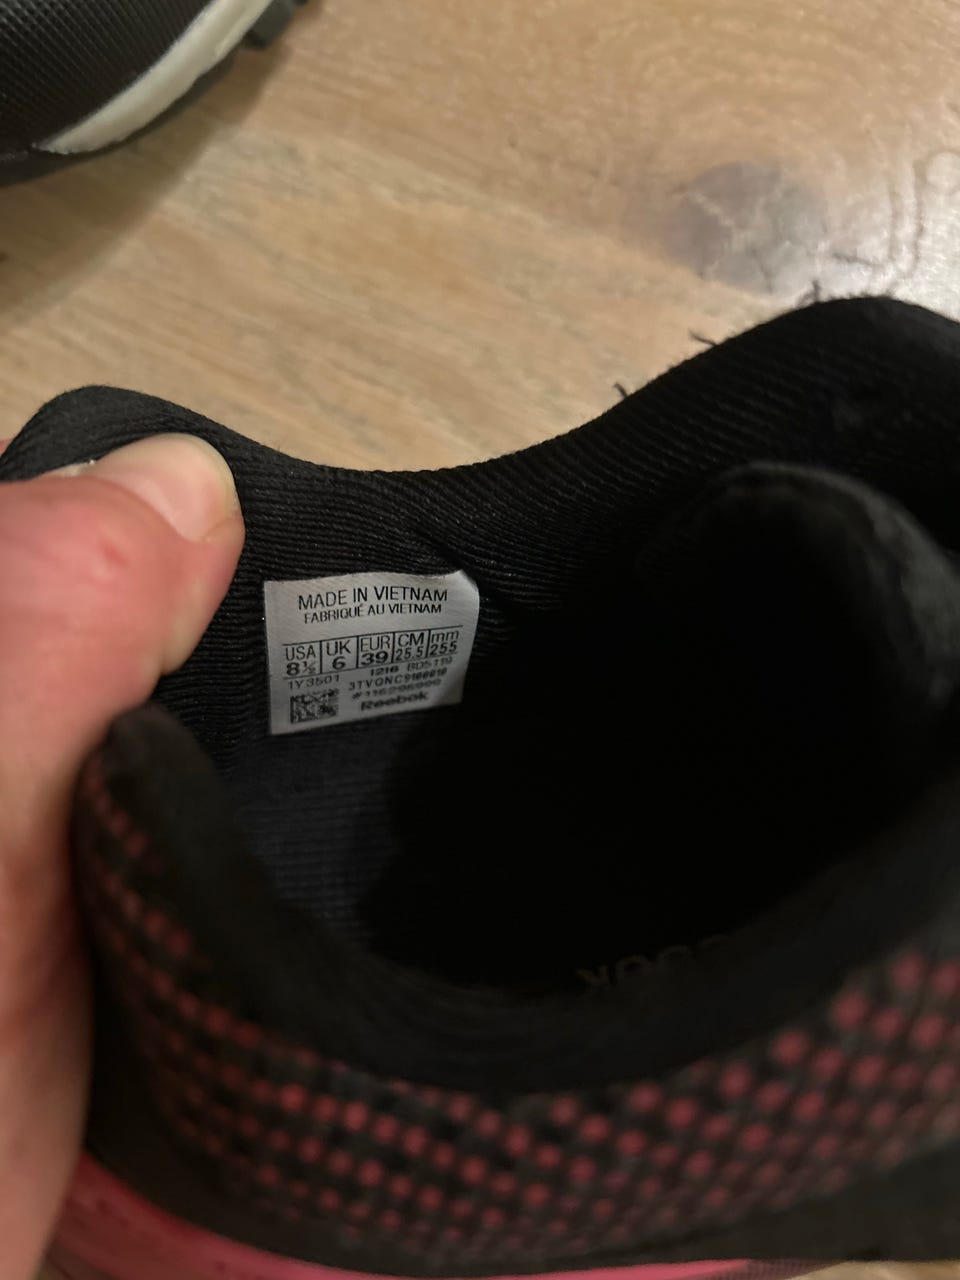 MADE IN VIETNAM
FABRIQUÉ AU VIETNAM
USA UK EUR CM mm
8½ 6 39 25.5 255
1Y3501 1216 BD5119
Reebok